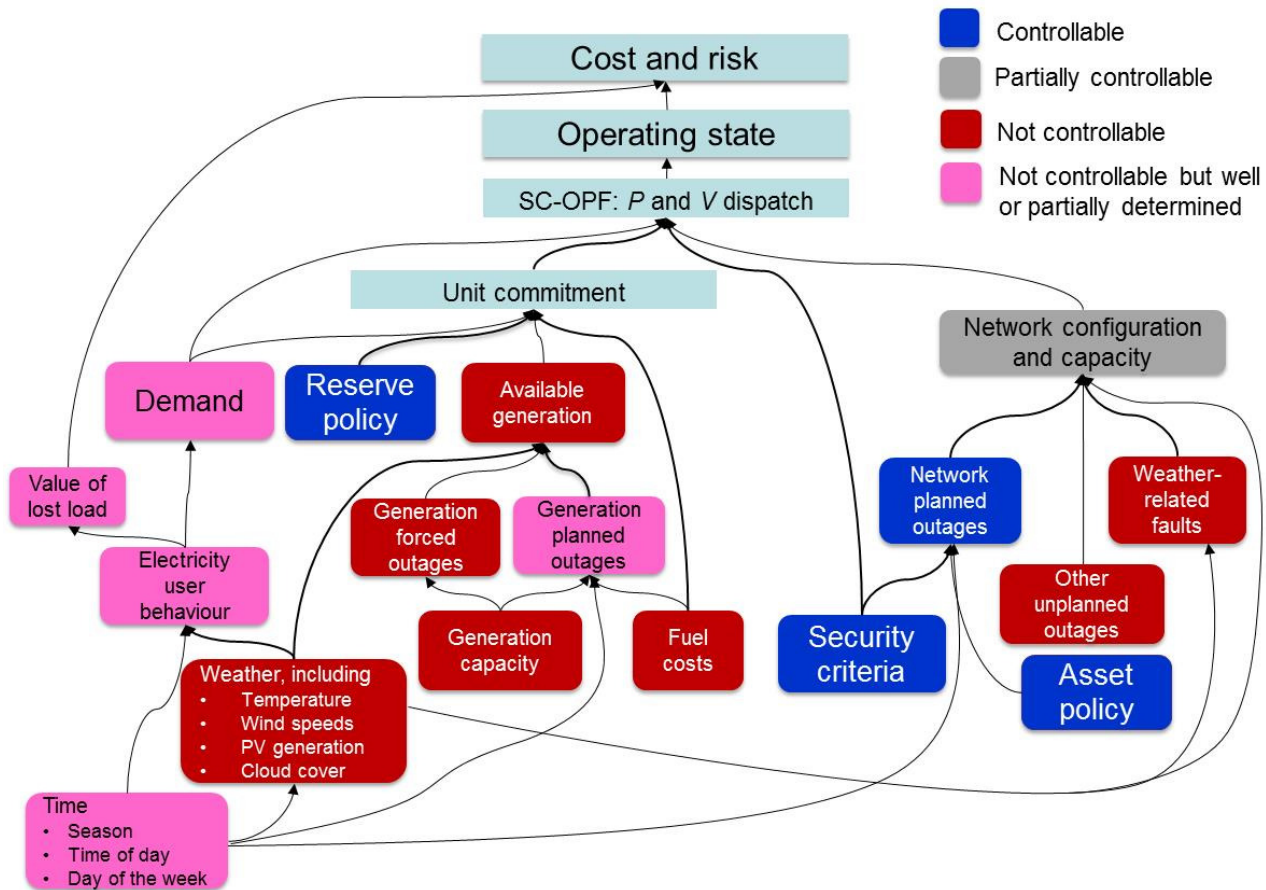 Cost and risk
Operating state
SC-OPF: P and V dispatch
Unit commitment
Controllable
Partially controllable
Not controllable
Not controllable but well
or partially determined
Network configuration
and capacity
Demand
Reserve
policy
Available
generation
Value of
lost load
Generation
forced
outages
Generation
planned
outages
Network
planned
outages
Weather-
related
faults
Electricity
user
behaviour
Generation
capacity
Fuel
costs
Security
criteria
Other
unplanned
outages
Asset
policy
Weather, including
• Temperature
• Wind speeds
• PV generation
• Cloud cover
Time
• Season
• Time of day
• Day of the week